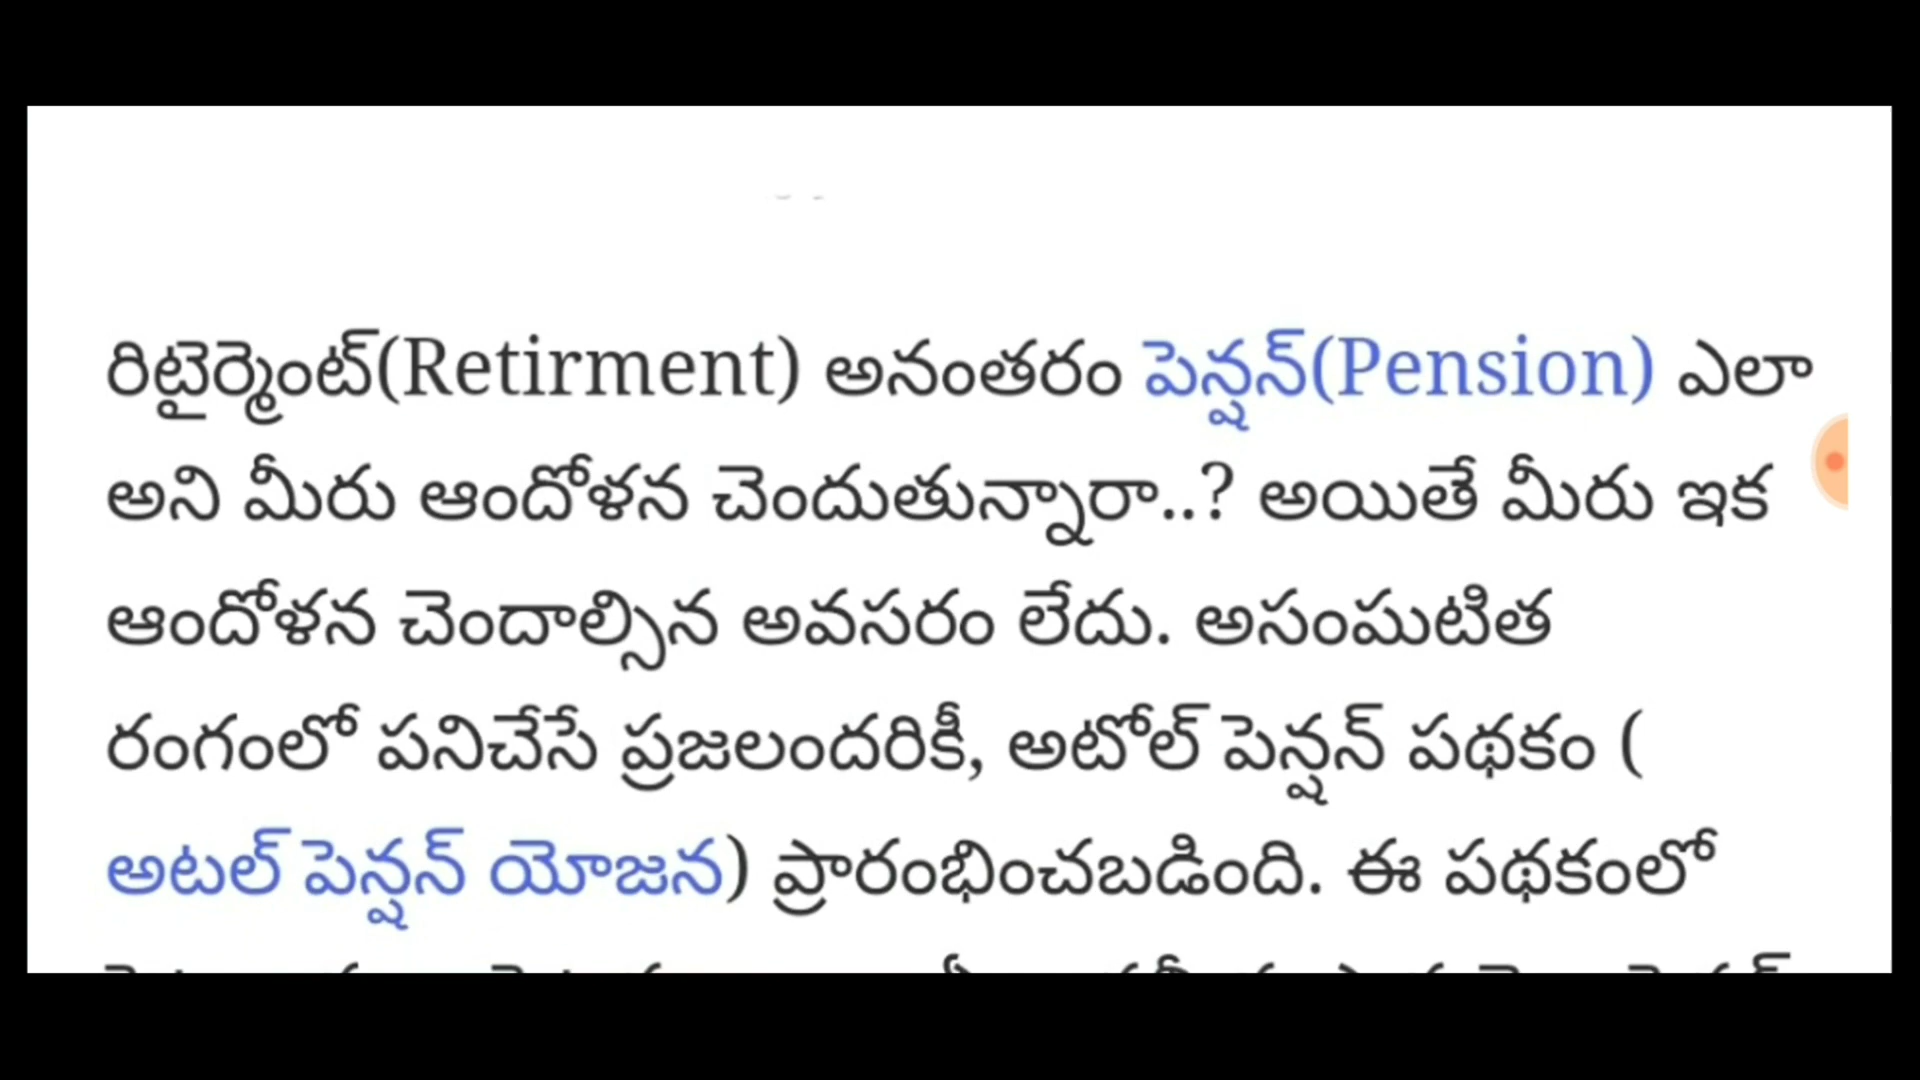 రిటైర్మెంట్(Retirment) అనంతరం పెన్షన్(Pension) ఎలా
అని మీరు ఆందోళన చెందుతున్నారా..? అయితే మీరు ఇక
ఆందోళన చెందాల్సిన అవసరం లేదు. అసంఘటిత
రంగంలో పనిచేసే ప్రజలందరికీ, అటోల్ పెన్షన్ పథకం (
అటల్ పెన్షన్ యోజన) ప్రారంభించబడింది. ఈ పథకంలో